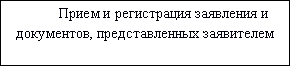 Прием и регистрация заявления и
документов, представленных заявителем